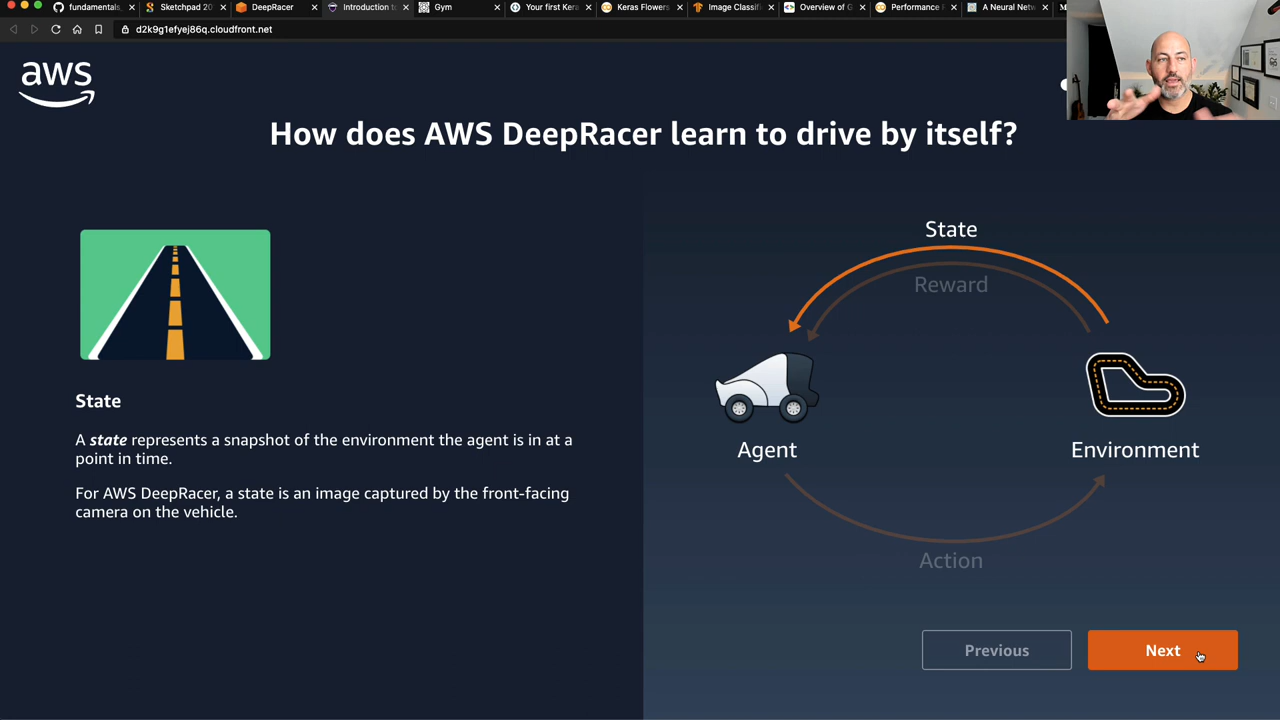 fundamentals,
Sketchpad 20
DeepRacer
Introduction to
Gym
Your first Kera
Keras Flowers
Image Classifi
Overview of G
Performance F
A Neural Netw
d2k9g1efyej86q.cloudfront.net
aws
How does AWS DeepRacer learn to drive by itself?
State
Reward
Agent
Environment
Action
State
A state represents a snapshot of the environment the agent is in at a
point in time.
For AWS DeepRacer, a state is an image captured by the front-facing
camera on the vehicle.
Previous
Next